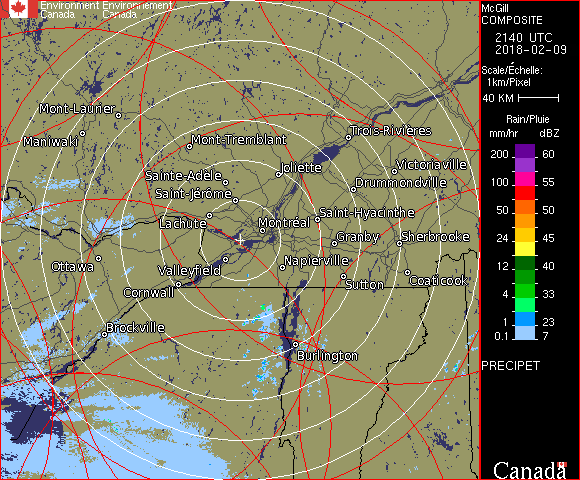 Environment Environnement
Canada Canada
McGill
COMPOSITE
2140 UTC
2018-02-09
Scale/Échelle:
1km/Pixel
40 KM
Rain/Pluie
mm/hr dBZ
200 60
100 55
50 50
24 45
12 40
4 33
1 23
0.1 7
PRECIPET
Canada
Mont-Laurier
Maniwaki
Mont-Tremblant
Trois-Rivières
Sainte-Adèle
Joliette
Victoriaville
Saint-Jérôme
Drummondville
Lachute
Montréal
Saint-Hyacinthe
Granby
Sherbrooke
Ottawa
Valleyfield
Napierville
Cornwall
Sutton
Coaticook
Brockville
Burlington